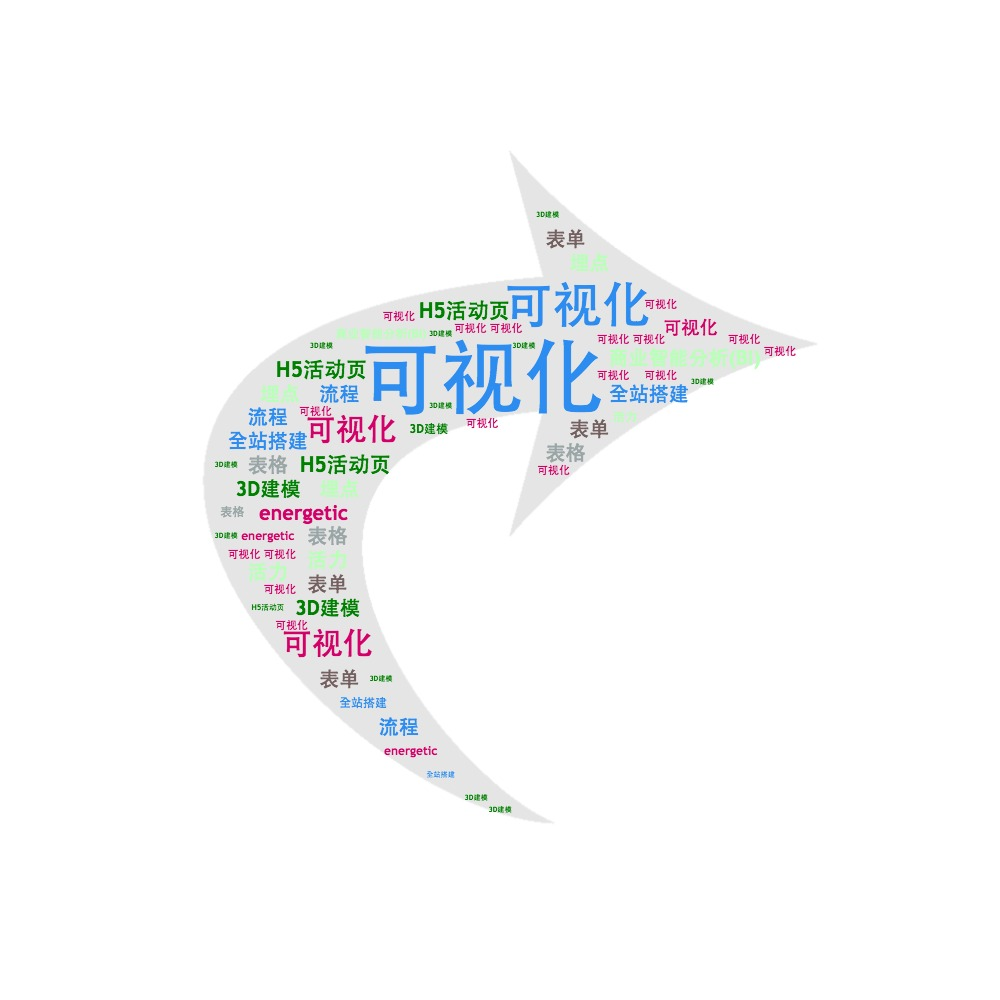 3D建模
表单
埋点
可视化
可视化
H5活动页
可视化
可视化
可视化 可视化
3D建模
商业智能分析(BI)
可视化 可视化
可视化
3D建模
3D建模
可视化
可视化
商业智能分析(BI)
H5活动页
可视化 可视化
3D建模
埋点
流程
全站搭建
3D建模
可视化
流程
可视化
可视化
3D建模
表单
全站搭建
表格
3D建模
表格
H5活动页
可视化
3D建模
埋点
表格
energetic
3D建模
energetic
表格
可视化 可视化
活力
活力
可视化
表单
H5活动页
3D建模
可视化
可视化
表单
3D建模
全站搭建
流程
energetic
全站搭建
3D建模
3D建模